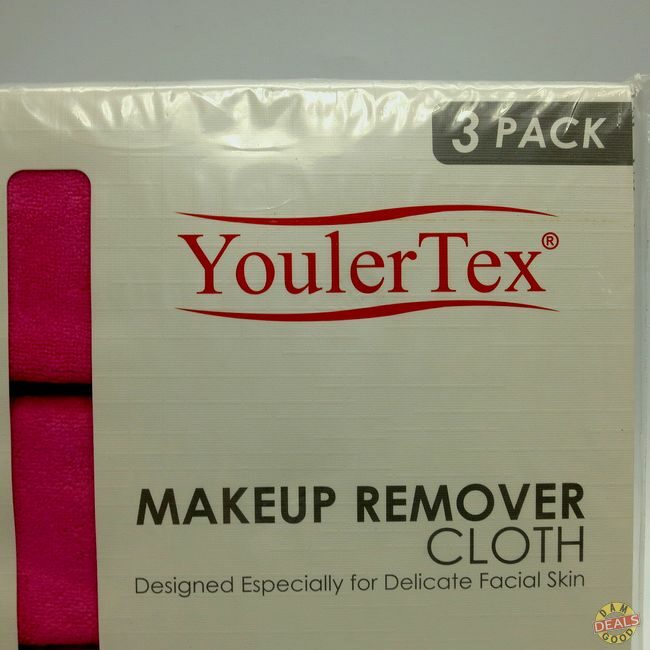 3 PACK
YoulerTex®
MAKEUP REMOVER
CLOTH
Designed Especially for Delicate Facial Skin
DAM
DEALS
GOOD